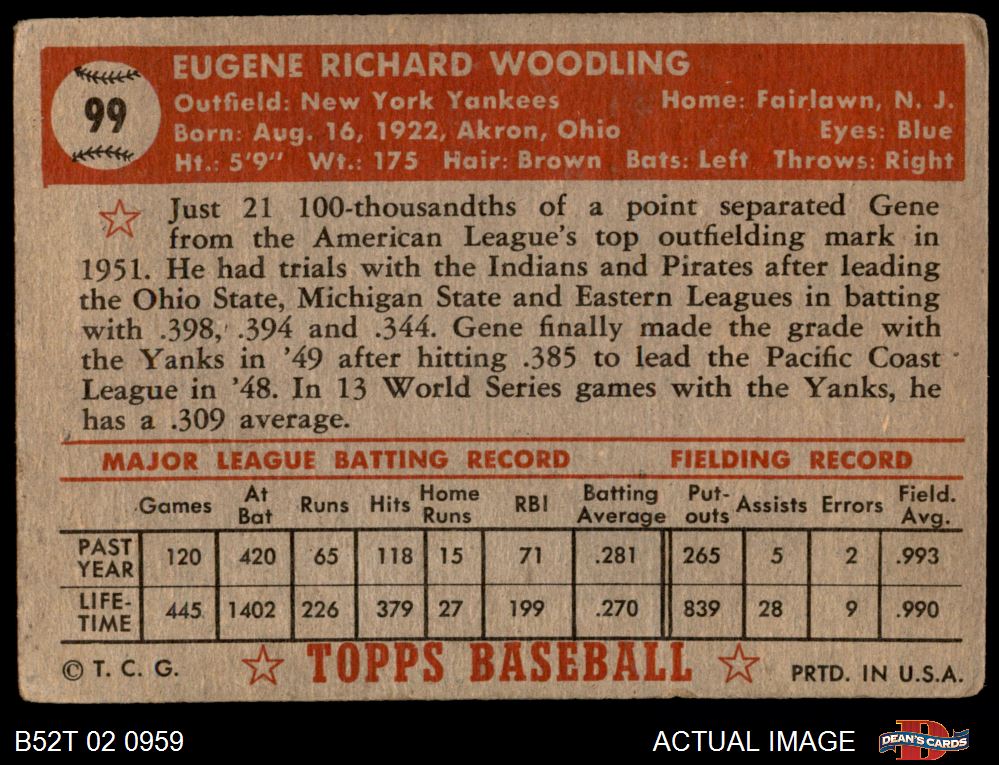 99
EUGENE RICHARD WOODLING
Outfield: New York Yankees Home: Fairlawn, N. J.
Born: Aug. 16, 1922, Akron, Ohio Eyes: Blue
Ht.: 5'9" Wt.: 175 Hair: Brown Bats: Left Throws: Right
Just 21 100-thousandths of a point separated Gene
from the American League's top outfielding mark in
1951. He had trials with the Indians and Pirates after leading
the Ohio State, Michigan State and Eastern Leagues in batting
with .398, .394 and .344. Gene finally made the grade with
the Yanks in '49 after hitting .385 to lead the Pacific Coast
League in '48. In 13 World Series games with the Yanks, he
has a .309 average.
MAJOR LEAGUE BATTING RECORD FIELDING RECORD
Games At Bat Runs Hits Home Runs RBI Batting Average Put-outs Assists Errors Field. Avg.
PAST YEAR 120 420 65 118 15 71 .281 265 5 2 .993
LIFE-TIME 445 1402 226 379 27 199 .270 839 28 9 .990
© T. C. G. TOPPS BASEBALL PRTD. IN U.S.A.
B52T 02 0959 ACTUAL IMAGE DEAN'S CARDS